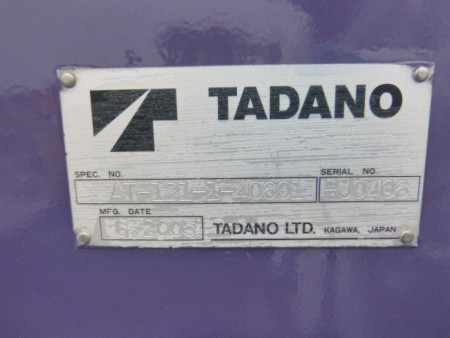 TADANO
SPEC. NO. SERIAL NO.
MFG. DATE
TADANO LTD. KAGAWA, JAPAN